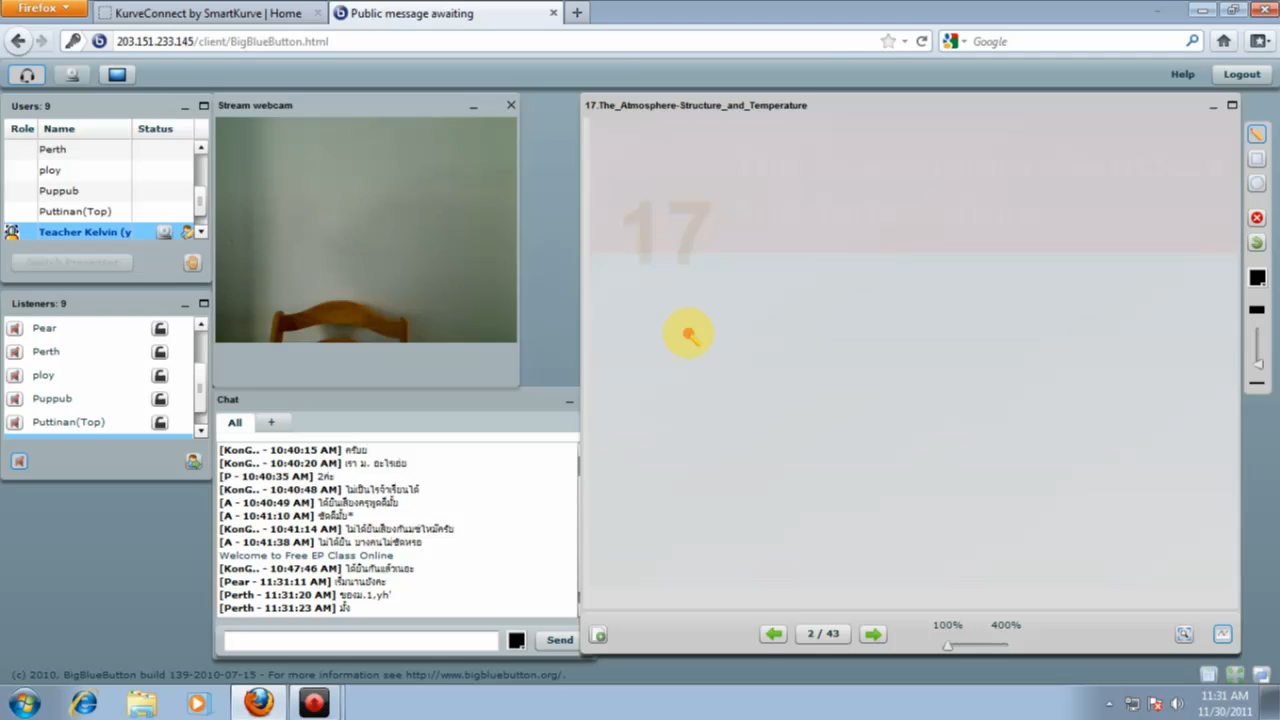 Firefox
KurveConnect by SmartKurve | Home
Public message awaiting
203.151.233.145/client/BigBlueButton.html
Google
Help
Logout
Users: 9
Role Name Status
Perth
ploy
Puppub
Puttinan(Top)
Teacher Kelvin (y
Switch Presenter
Listeners: 9
Pear
Perth
ploy
Puppub
Puttinan(Top)
Stream webcam
Chat
All
+
[KonG.. - 10:40:15 AM] ครับย
[KonG.. - 10:40:20 AM] เรา ม. อะไรเอ่ย
[P - 10:40:35 AM] 2ค่ะ
[KonG.. - 10:40:48 AM] ไม่เป็นไรจ้าเรียนได้
[A - 10:40:49 AM] ได้ยินเสียงครูพูดดีมั้ย
[A - 10:41:10 AM] ชัดดีมั้ย*
[KonG.. - 10:41:14 AM] ไม่ได้ยินเสียงกันมช่ไหม๊ครับ
[A - 10:41:38 AM] ไม่ได้ยิน บางคนไม่ชัดหรอ
Welcome to Free EP Class Online
[KonG.. - 10:47:46 AM] ได้ยินกันแล้วเนอะ
[Pear - 11:31:11 AM] เริ่มนานยังคะ
[Perth - 11:31:20 AM] ของม.1,yh'
[Perth - 11:31:23 AM] มั้ง
Send
17.The_Atmosphere-Structure_and_Temperature
17
2 / 43
100% 400%
(c) 2010. BigBlueButton build 139-2010-07-15 - For more information see http://www.bigbluebutton.org/.
11:31 AM
11/30/2011